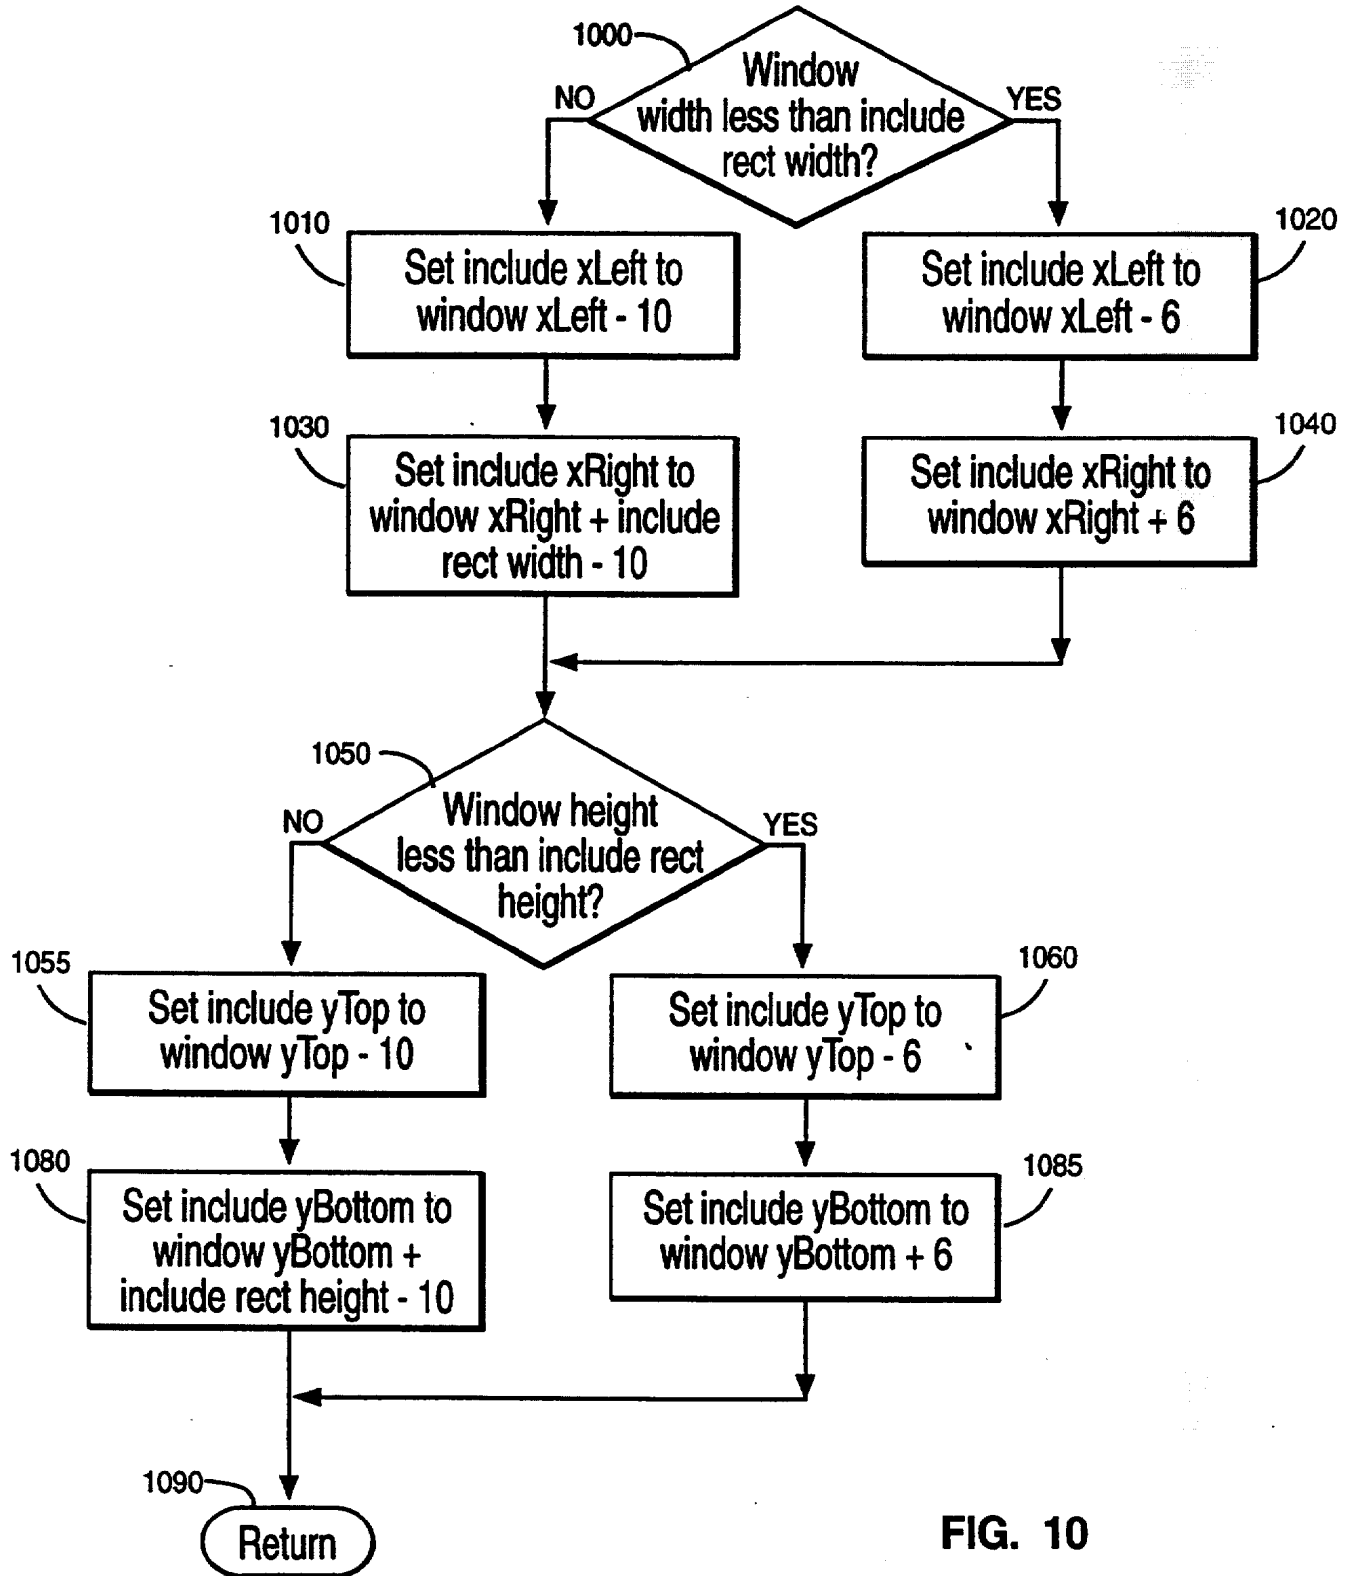 1000
Window
width less than include
rect width?
NO
YES
1010
Set include xLeft to
window xLeft - 10
1020
Set include xLeft to
window xLeft - 6
1030
Set include xRight to
window xRight + include
rect width - 10
1040
Set include xRight to
window xRight + 6
1050
Window height
less than include rect
height?
NO
YES
1055
Set include yTop to
window yTop - 10
1060
Set include yTop to
window yTop - 6
1080
Set include yBottom to
window yBottom +
include rect height - 10
1085
Set include yBottom to
window yBottom + 6
1090
Return
FIG. 10